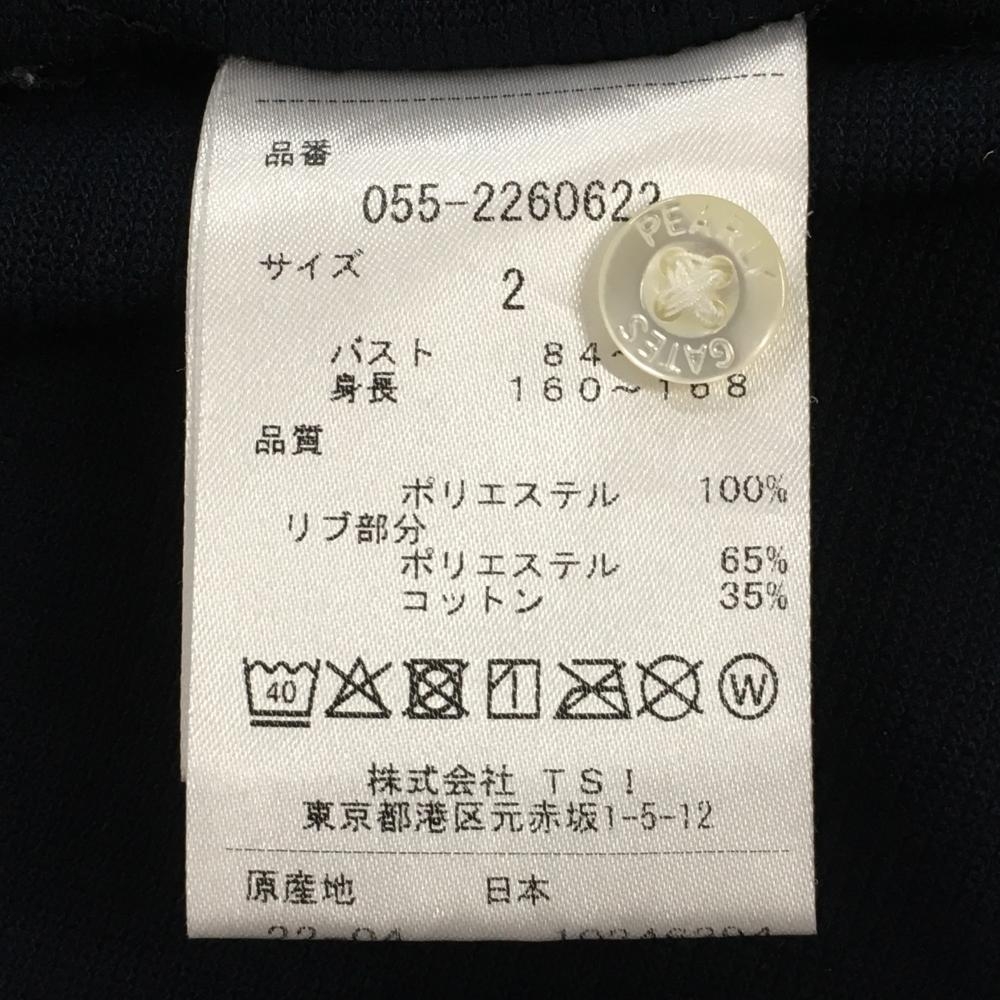 品番
055-2260622
サイズ
2
PEARLY
GATES
バスト 84~
身長 160~168
品質
ポリエステル 100%
リブ部分
ポリエステル 65%
コットン 35%
40
W
株式会社 TSI
東京都港区元赤坂1-5-12
原産地 日本